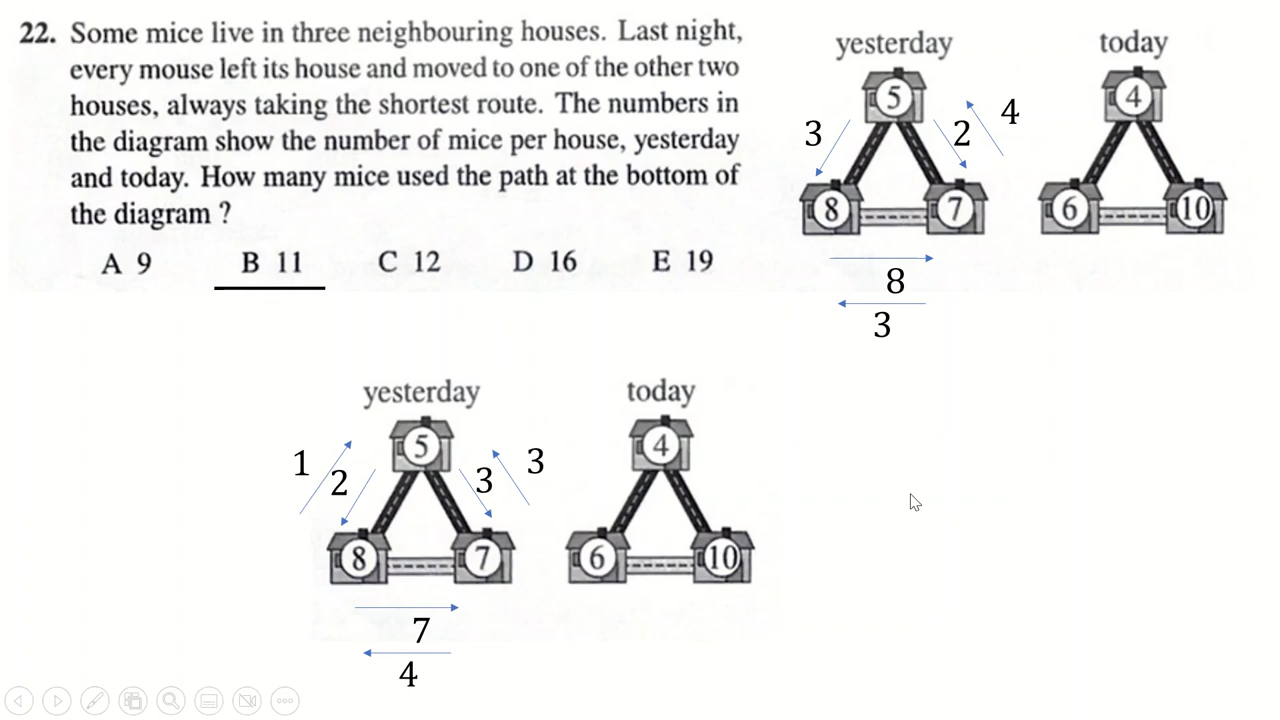 22. Some mice live in three neighbouring houses. Last night,
every mouse left its house and moved to one of the other two
houses, always taking the shortest route. The numbers in
the diagram show the number of mice per house, yesterday
and today. How many mice used the path at the bottom of
the diagram ?
A 9 B 11 C 12 D 16 E 19
yesterday today
5 4
3 2 4
8 7 6 10
8
3
yesterday today
5 4
1 2 3 3
8 7 6 10
7
4